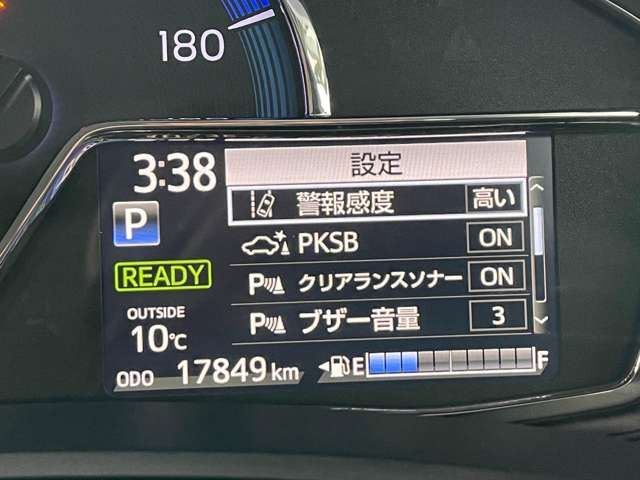 180
設定
3:38
警報感度 高い
P
PKSB ON
READY
P クリアランスソナー ON
OUTSIDE
10℃
P ブザー音量 3
ODO 17849 km
E F